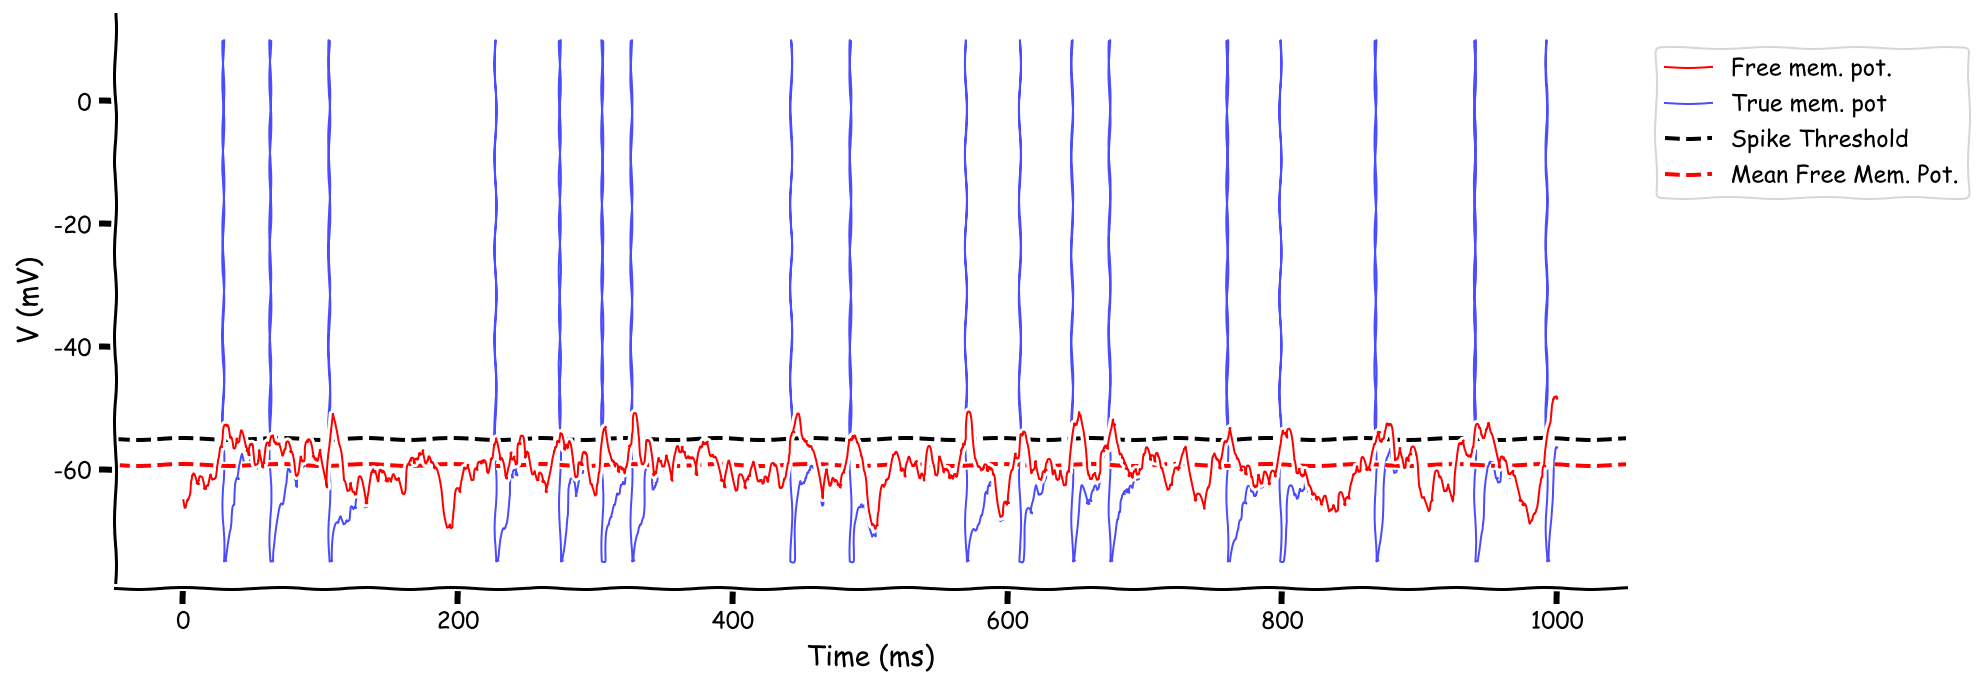 0
-20
-40
-60
V (mV)
0
200
400
600
800
1000
Time (ms)
Free mem. pot.
True mem. pot
Spike Threshold
Mean Free Mem. Pot.